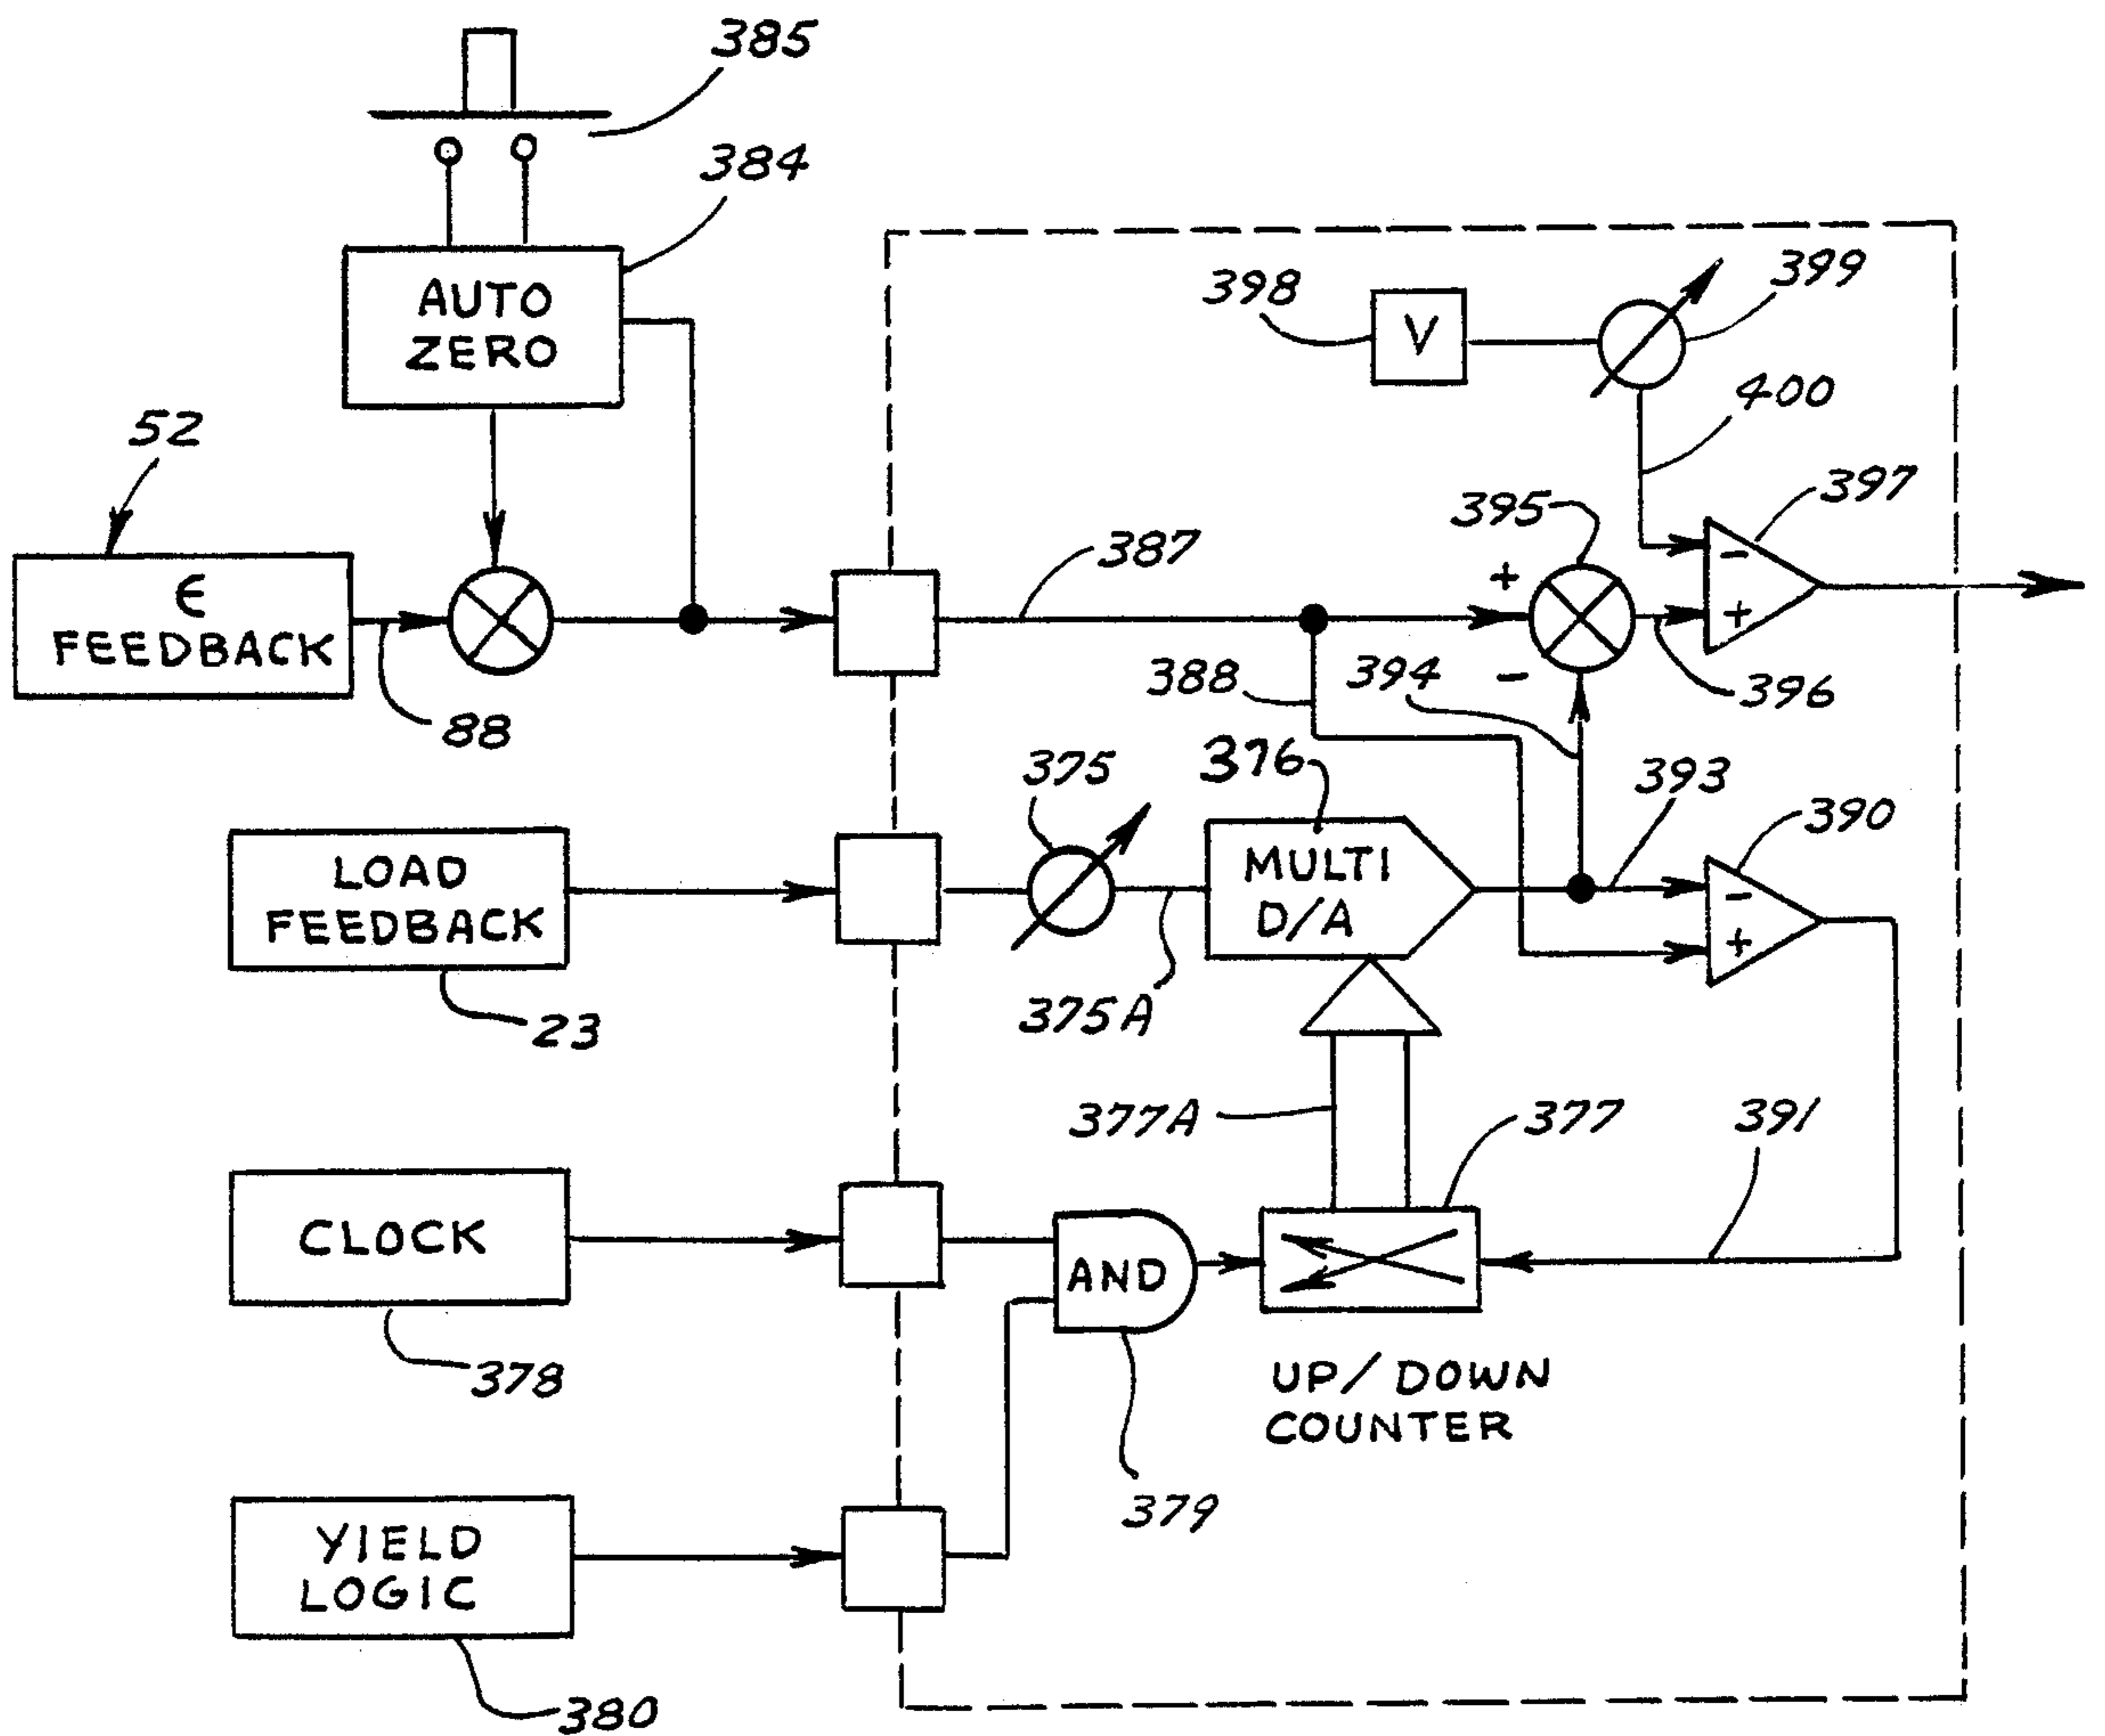 385
384
AUTO
ZERO
398
V
399
400
52
397
395
387
-
+
+
ϵ
FEEDBACK
396
388
394
-
88
376
375
393
390
LOAD
FEEDBACK
MULTI
D/A
-
+
375A
23
377A
377
391
CLOCK
AND
378
UP/DOWN
COUNTER
379
YIELD
LOGIC
380